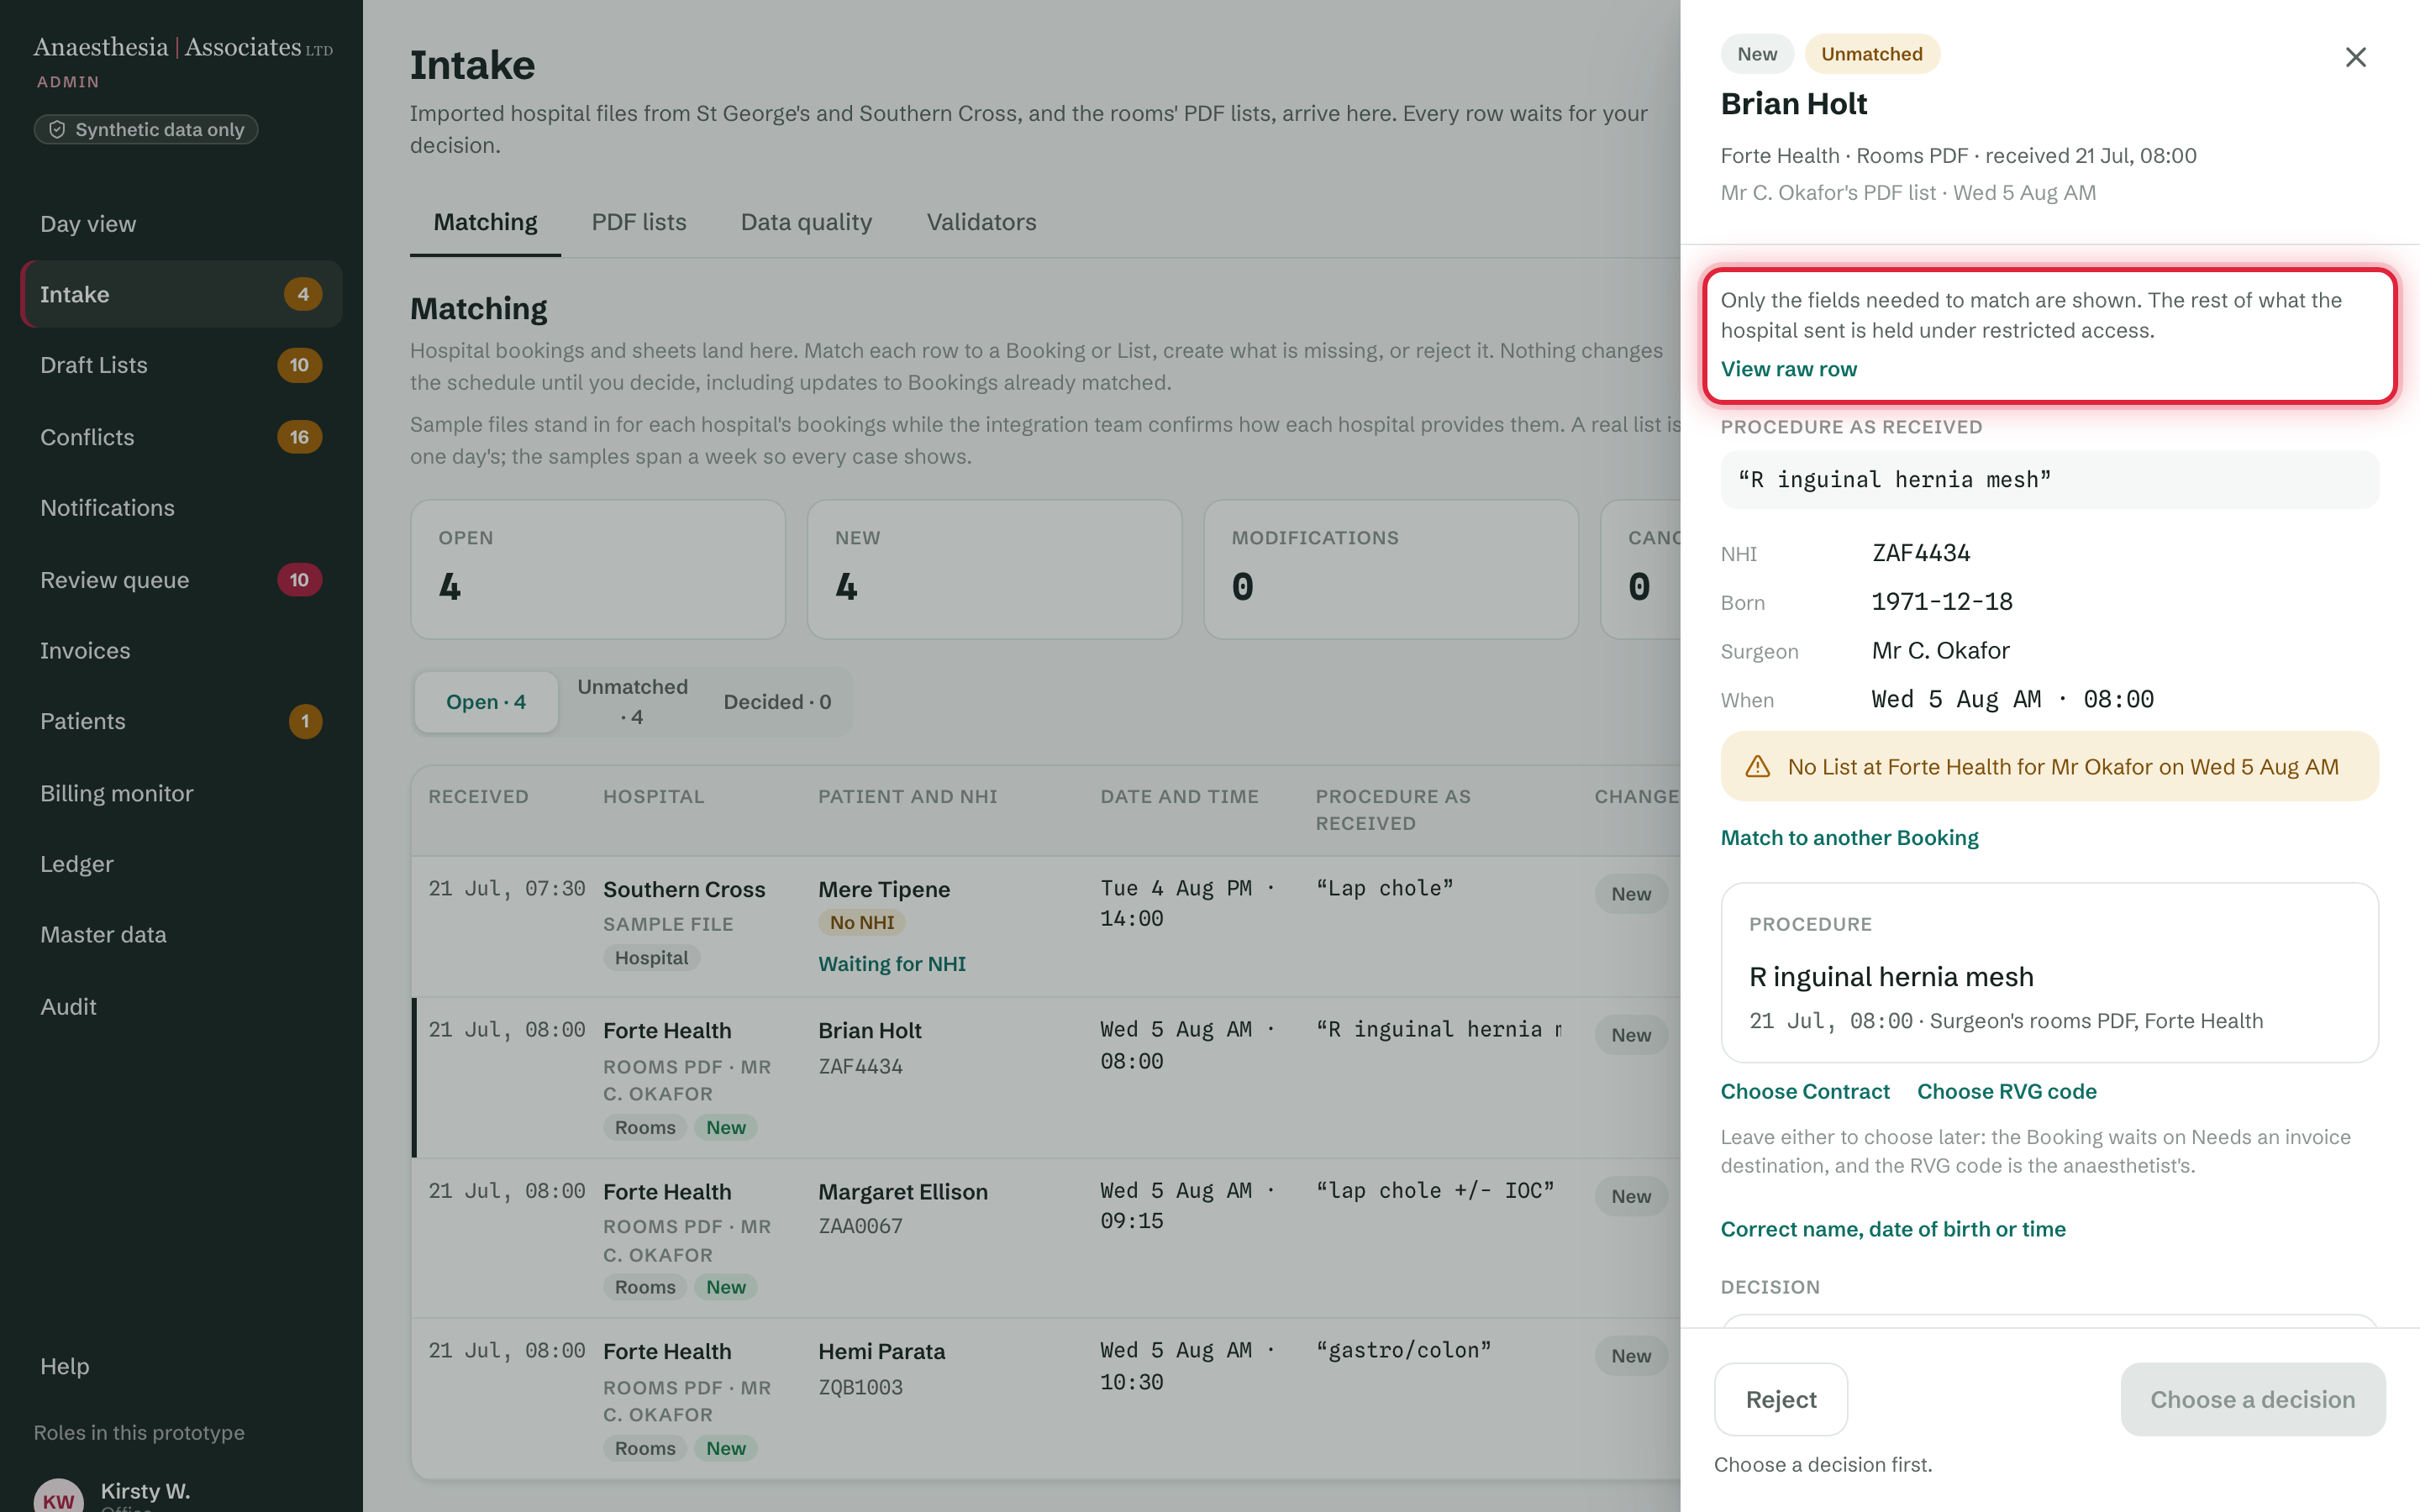 Anaesthesia | Associates LTD
ADMIN
Synthetic data only
Day view
Intake 4
Draft Lists 10
Conflicts 16
Notifications
Review queue 10
Invoices
Patients 1
Billing monitor
Ledger
Master data
Audit
Help
Roles in this prototype
KW Kirsty W.
Intake
Imported hospital files from St George's and Southern Cross, and the rooms' PDF lists, arrive here. Every row waits for your
decision.
Matching PDF lists Data quality Validators
Matching
Hospital bookings and sheets land here. Match each row to a Booking or List, create what is missing, or reject it. Nothing changes
the schedule until you decide, including updates to Bookings already matched.
Sample files stand in for each hospital's bookings while the integration team confirms how each hospital provides them. A real list is
one day's; the samples span a week so every case shows.
OPEN NEW MODIFICATIONS CANC
4 4 0 0
Open · 4 Unmatched · 4 Decided · 0
RECEIVED HOSPITAL PATIENT AND NHI DATE AND TIME PROCEDURE AS RECEIVED CHANGE
21 Jul, 07:30 Southern Cross Mere Tipene Tue 4 Aug PM · “Lap chole” New
SAMPLE FILE No NHI 14:00
Hospital Waiting for NHI
21 Jul, 08:00 Forte Health Brian Holt Wed 5 Aug AM · “R inguinal hernia New
ROOMS PDF · MR ZAF4434 08:00
C. OKAFOR
Rooms New
21 Jul, 08:00 Forte Health Margaret Ellison Wed 5 Aug AM · “lap chole +/- IOC” New
ROOMS PDF · MR ZAA0067 09:15
C. OKAFOR
Rooms New
21 Jul, 08:00 Forte Health Hemi Parata Wed 5 Aug AM · “gastro/colon” New
ROOMS PDF · MR ZQB1003 10:30
C. OKAFOR
Rooms New
New Unmatched
Brian Holt
Forte Health · Rooms PDF · received 21 Jul, 08:00
Mr C. Okafor's PDF list · Wed 5 Aug AM
Only the fields needed to match are shown. The rest of what the
hospital sent is held under restricted access.
View raw row
PROCEDURE AS RECEIVED
“R inguinal hernia mesh”
NHI ZAF4434
Born 1971-12-18
Surgeon Mr C. Okafor
When Wed 5 Aug AM · 08:00
No List at Forte Health for Mr Okafor on Wed 5 Aug AM
Match to another Booking
PROCEDURE
R inguinal hernia mesh
21 Jul, 08:00 · Surgeon's rooms PDF, Forte Health
Choose Contract Choose RVG code
Leave either to choose later: the Booking waits on Needs an invoice
destination, and the RVG code is the anaesthetist's.
Correct name, date of birth or time
DECISION
Reject Choose a decision
Choose a decision first.